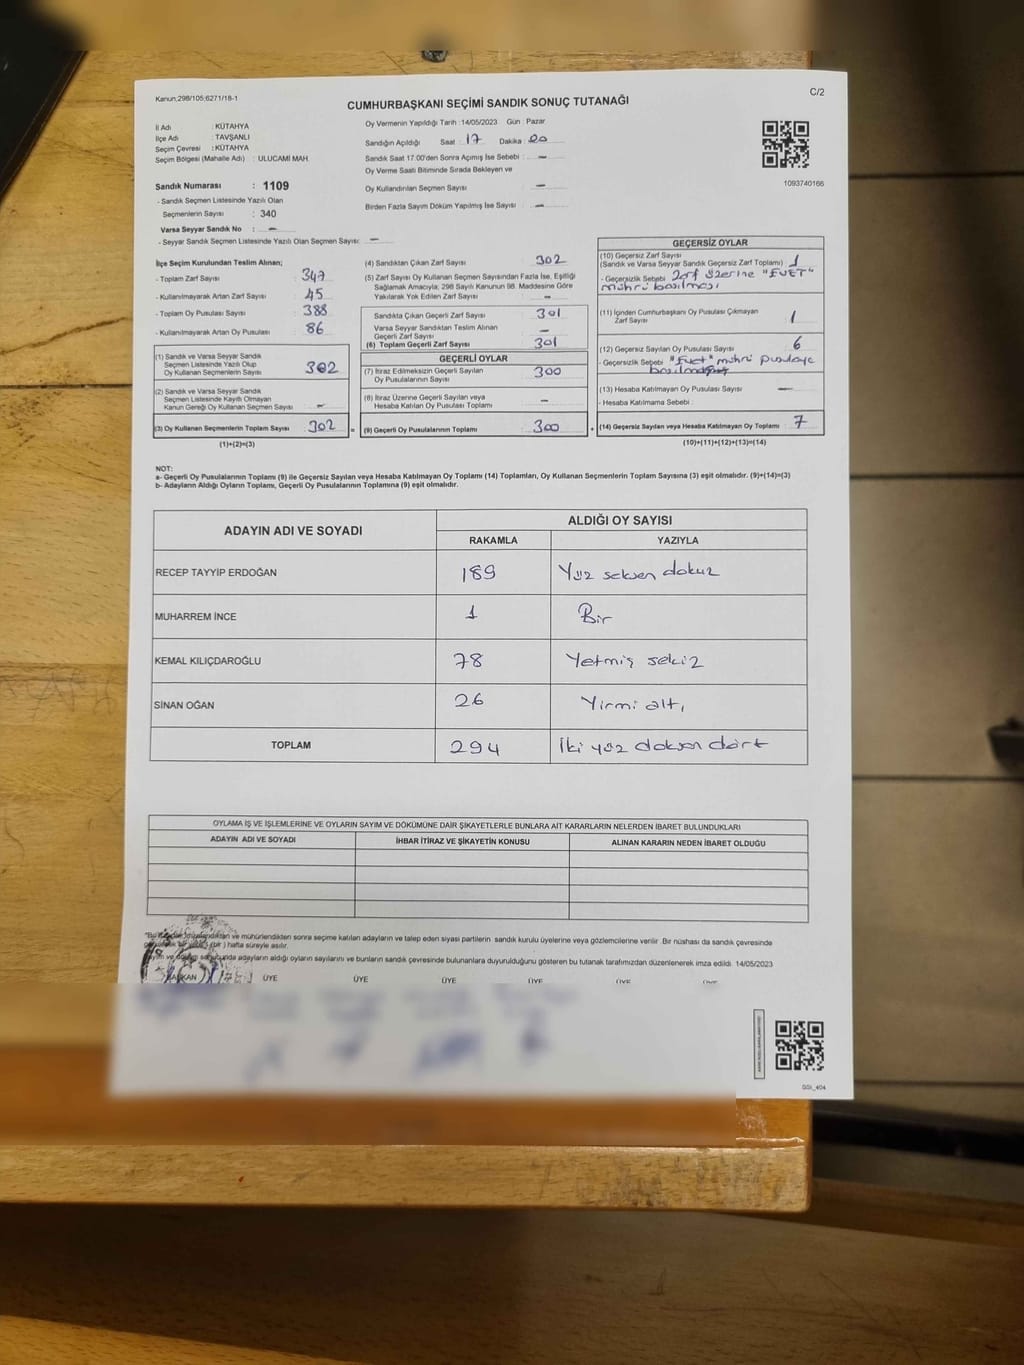 Kanun;298/105;6271/18-1
C/2
CUMHURBAŞKANI SEÇİMİ SANDIK SONUÇ TUTANAĞI
İl Adı : KÜTAHYA
İlçe Adı : TAVŞANLI
Seçim Çevresi : KÜTAHYA
Seçim Bölgesi (Mahalle Adı) : ULUCAMİ MAH.
Oy Vermenin Yapıldığı Tarih :14/05/2023 Gün : Pazar
Sandığın Açıldığı Saat : 17 Dakika : 20
Sandık Saat 17.00'den Sonra Açımış İse Sebebi : —
Oy Verme Saati Bitiminde Sırada Bekleyen ve
Oy Kullandırılan Seçmen Sayısı : —
Birden Fazla Sayım Döküm Yapılmış İse Sayısı : —
1093740166
Sandık Numarası : 1109
- Sandık Seçmen Listesinde Yazılı Olan
Seçmenlerin Sayısı : 340
Varsa Seyyar Sandık No : —
- Seyyar Sandık Seçmen Listesinde Yazılı Olan Seçmen Sayısı: —
İlçe Seçim Kurulundan Teslim Alınan;
- Toplam Zarf Sayısı 347
- Kullanılmayarak Artan Zarf Sayısı 45
- Toplam Oy Pusulası Sayısı 388
- Kullanılmayarak Artan Oy Pusulası 86
(1) Sandık ve Varsa Seyyar Sandık
Seçmen Listesinde Yazılı Olup
Oy Kullanan Seçmenlerin Sayısı 302
(2) Sandık ve Varsa Seyyar Sandık
Seçmen Listesinde Kayıtlı Olmayan
Kanun Gereği Oy Kullanan Seçmen Sayısı —
(3) Oy Kullanan Seçmenlerin Toplam Sayısı 302
(1)+(2)=(3)
(4) Sandıktan Çıkan Zarf Sayısı 302
(5) Zarf Sayısı Oy Kullanan Seçmen Sayısından Fazla İse, Eşitliği
Sağlamak Amacıyla; 298 Sayılı Kanunun 98. Maddesine Göre
Yakılarak Yok Edilen Zarf Sayısı —
Sandıkta Çıkan Geçerli Zarf Sayısı 301
Varsa Seyyar Sandıktan Teslim Alınan
Geçerli Zarf Sayısı —
(6) Toplam Geçerli Zarf Sayısı 301
GEÇERLİ OYLAR
(7) İtiraz Edilmeksizin Geçerli Sayılan
Oy Pusulalarının Sayısı 300
(8) İtiraz Üzerine Geçerli Sayılan veya
Hesaba Katılan Oy Pusulası Toplamı —
= (9) Geçerli Oy Pusulalarının Toplamı 300
GEÇERSİZ OYLAR
(10) Geçersiz Zarf Sayısı
(Sandık ve Varsa Seyyar Sandık Geçersiz Zarf Toplamı) 1
- Geçersizlik Sebebi Zarf üzerine "EVET"
mührü basılması
(11) İçinden Cumhurbaşkanı Oy Pusulası Çıkmayan
Zarf Sayısı 1
(12) Geçersiz Sayılan Oy Pusulası Sayısı 6
- Geçersizlik Sebebi "Evet" mührü pusulaya
(13) Hesaba Katılmayan Oy Pusulası Sayısı —
- Hesaba Katılmama Sebebi :
+ (14) Geçersiz Sayılan veya Hesaba Katılmayan Oy Toplamı 7
(10)+(11)+(12)+(13)=(14)
NOT:
a- Geçerli Oy Pusulalarının Toplamı (9) ile Geçersiz Sayılan veya Hesaba Katılmayan Oy Toplamı (14) Toplamları, Oy Kullanan Seçmenlerin Toplam Sayısına (3) eşit olmalıdır. (9)+(14)=(3)
b- Adayların Aldığı Oyların Toplamı, Geçerli Oy Pusulalarının Toplamına (9) eşit olmalıdır.
ADAYIN ADI VE SOYADI
ALDIĞI OY SAYISI
RAKAMLA YAZIYLA
RECEP TAYYİP ERDOĞAN 189 Yüz seksen dokuz
MUHARREM İNCE 1 Bir
KEMAL KILIÇDAROĞLU 78 Yetmiş sekiz
SİNAN OĞAN 26 Yirmi altı
TOPLAM 294 İki yüz doksan dört
OYLAMA İŞ VE İŞLEMLERİNE VE OYLARIN SAYIM VE DÖKÜMÜNE DAİR ŞİKAYETLERLE BUNLARA AİT KARARLARIN NELERDEN İBARET BULUNDUKLARI
ADAYIN ADI VE SOYADI İHBAR İTİRAZ VE ŞİKAYETİN KONUSU ALINAN KARARIN NEDEN İBARET OLDUĞU
ve mühürlendikten sonra seçime katılan adayların ve talep eden siyasi partilerin sandık kurulu üyelerine veya gözlemcilerine verilir .Bir nüshası da sandık çevresinde
hafta süreyle asılır.
adayların aldığı oyların sayılarını ve bunların sandık çevresinde bulunanlara duyurulduğunu gösteren bu tutanak tarafımızdan düzenlenerek imza edildi. 14/05/2023
BAŞKAN ÜYE ÜYE ÜYE ÜYE ÜYE ÜYE
GSI_404